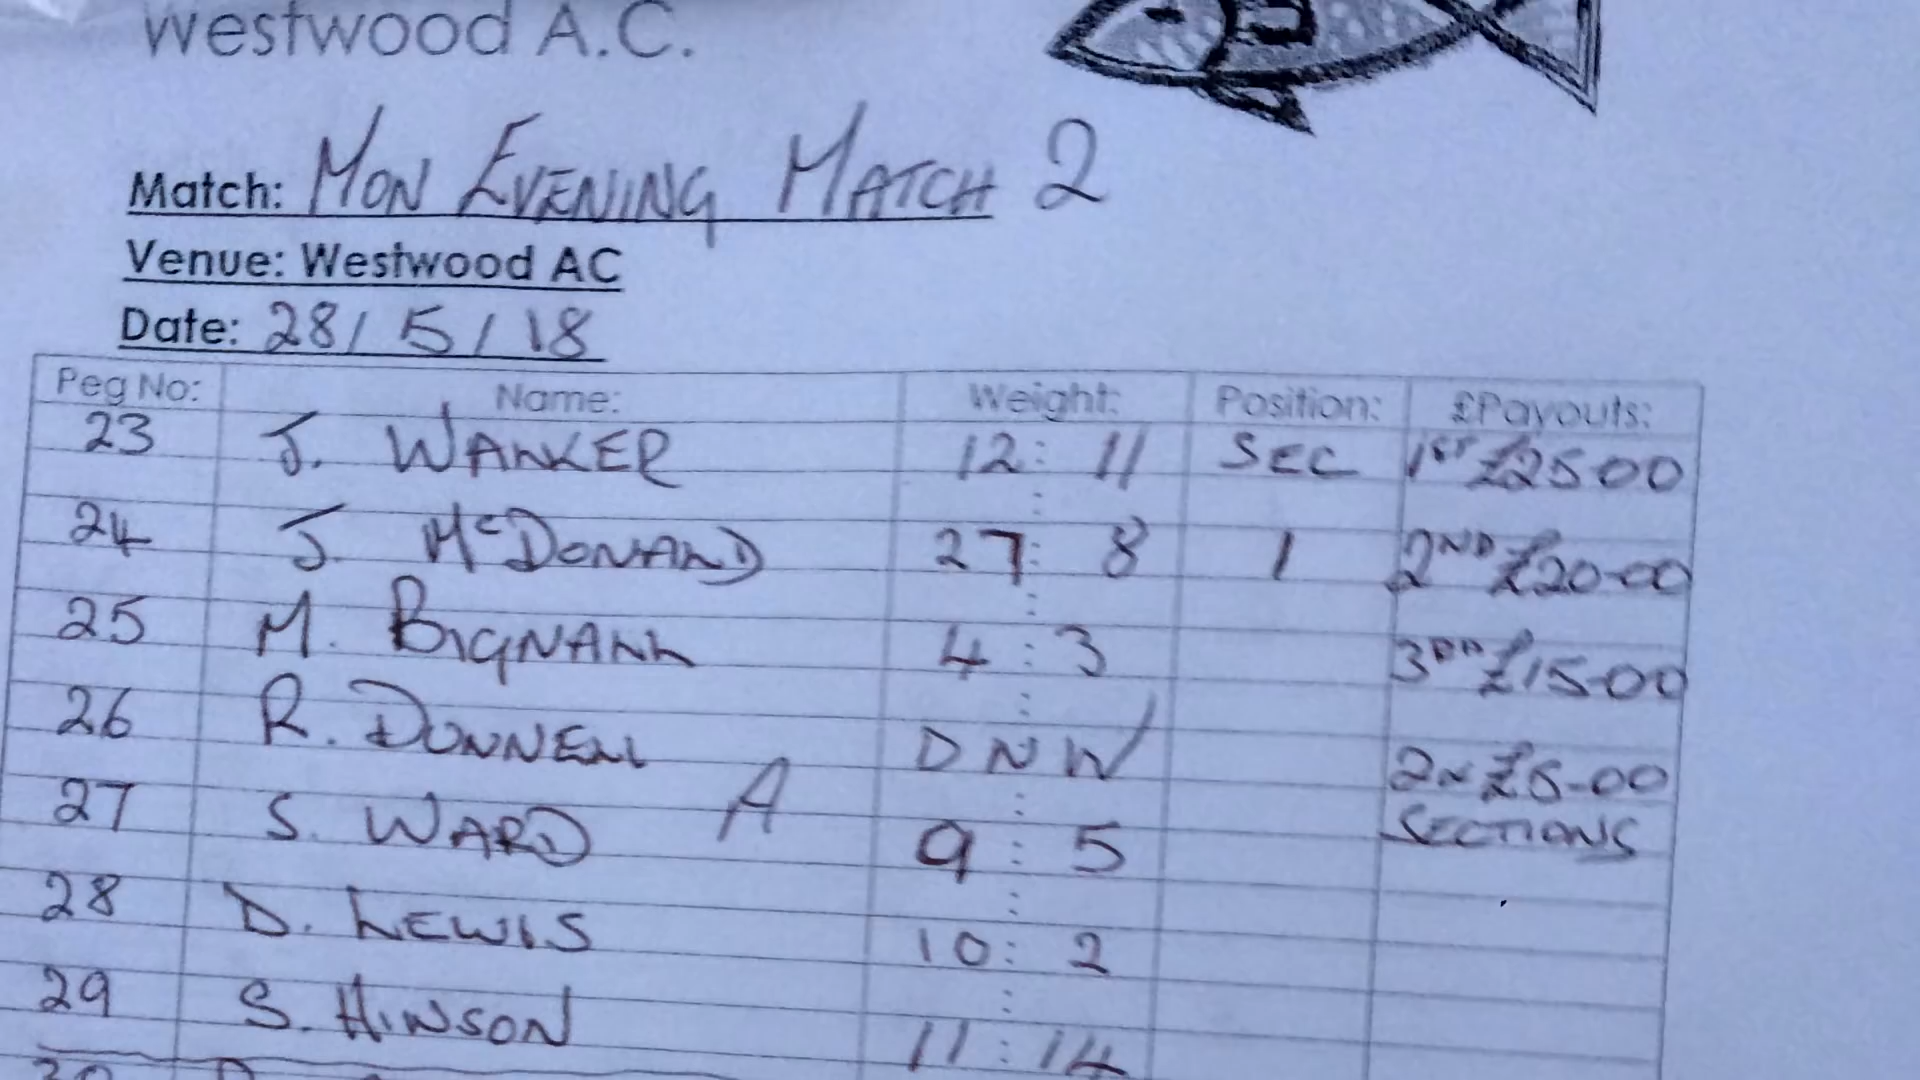 Westwood A.C.
Match: MON EVENING MATCH 2
Venue: Westwood AC
Date: 28/5/18
Peg No: Name: Weight: Position: £Payouts:
23 J. WALKER 12: 11 SEC 1ST £25.00
24 J. McDONALD 27: 8 1 2ND £20-00
25 M. BIGNALL 4: 3 3RD £15-00
26 R. DONNELL DNW 2 £5-00
27 S. WARD A 9: 5 SECTIONS
28 D. LEWIS 10: 2
29 S. HINSON 11: 14
30